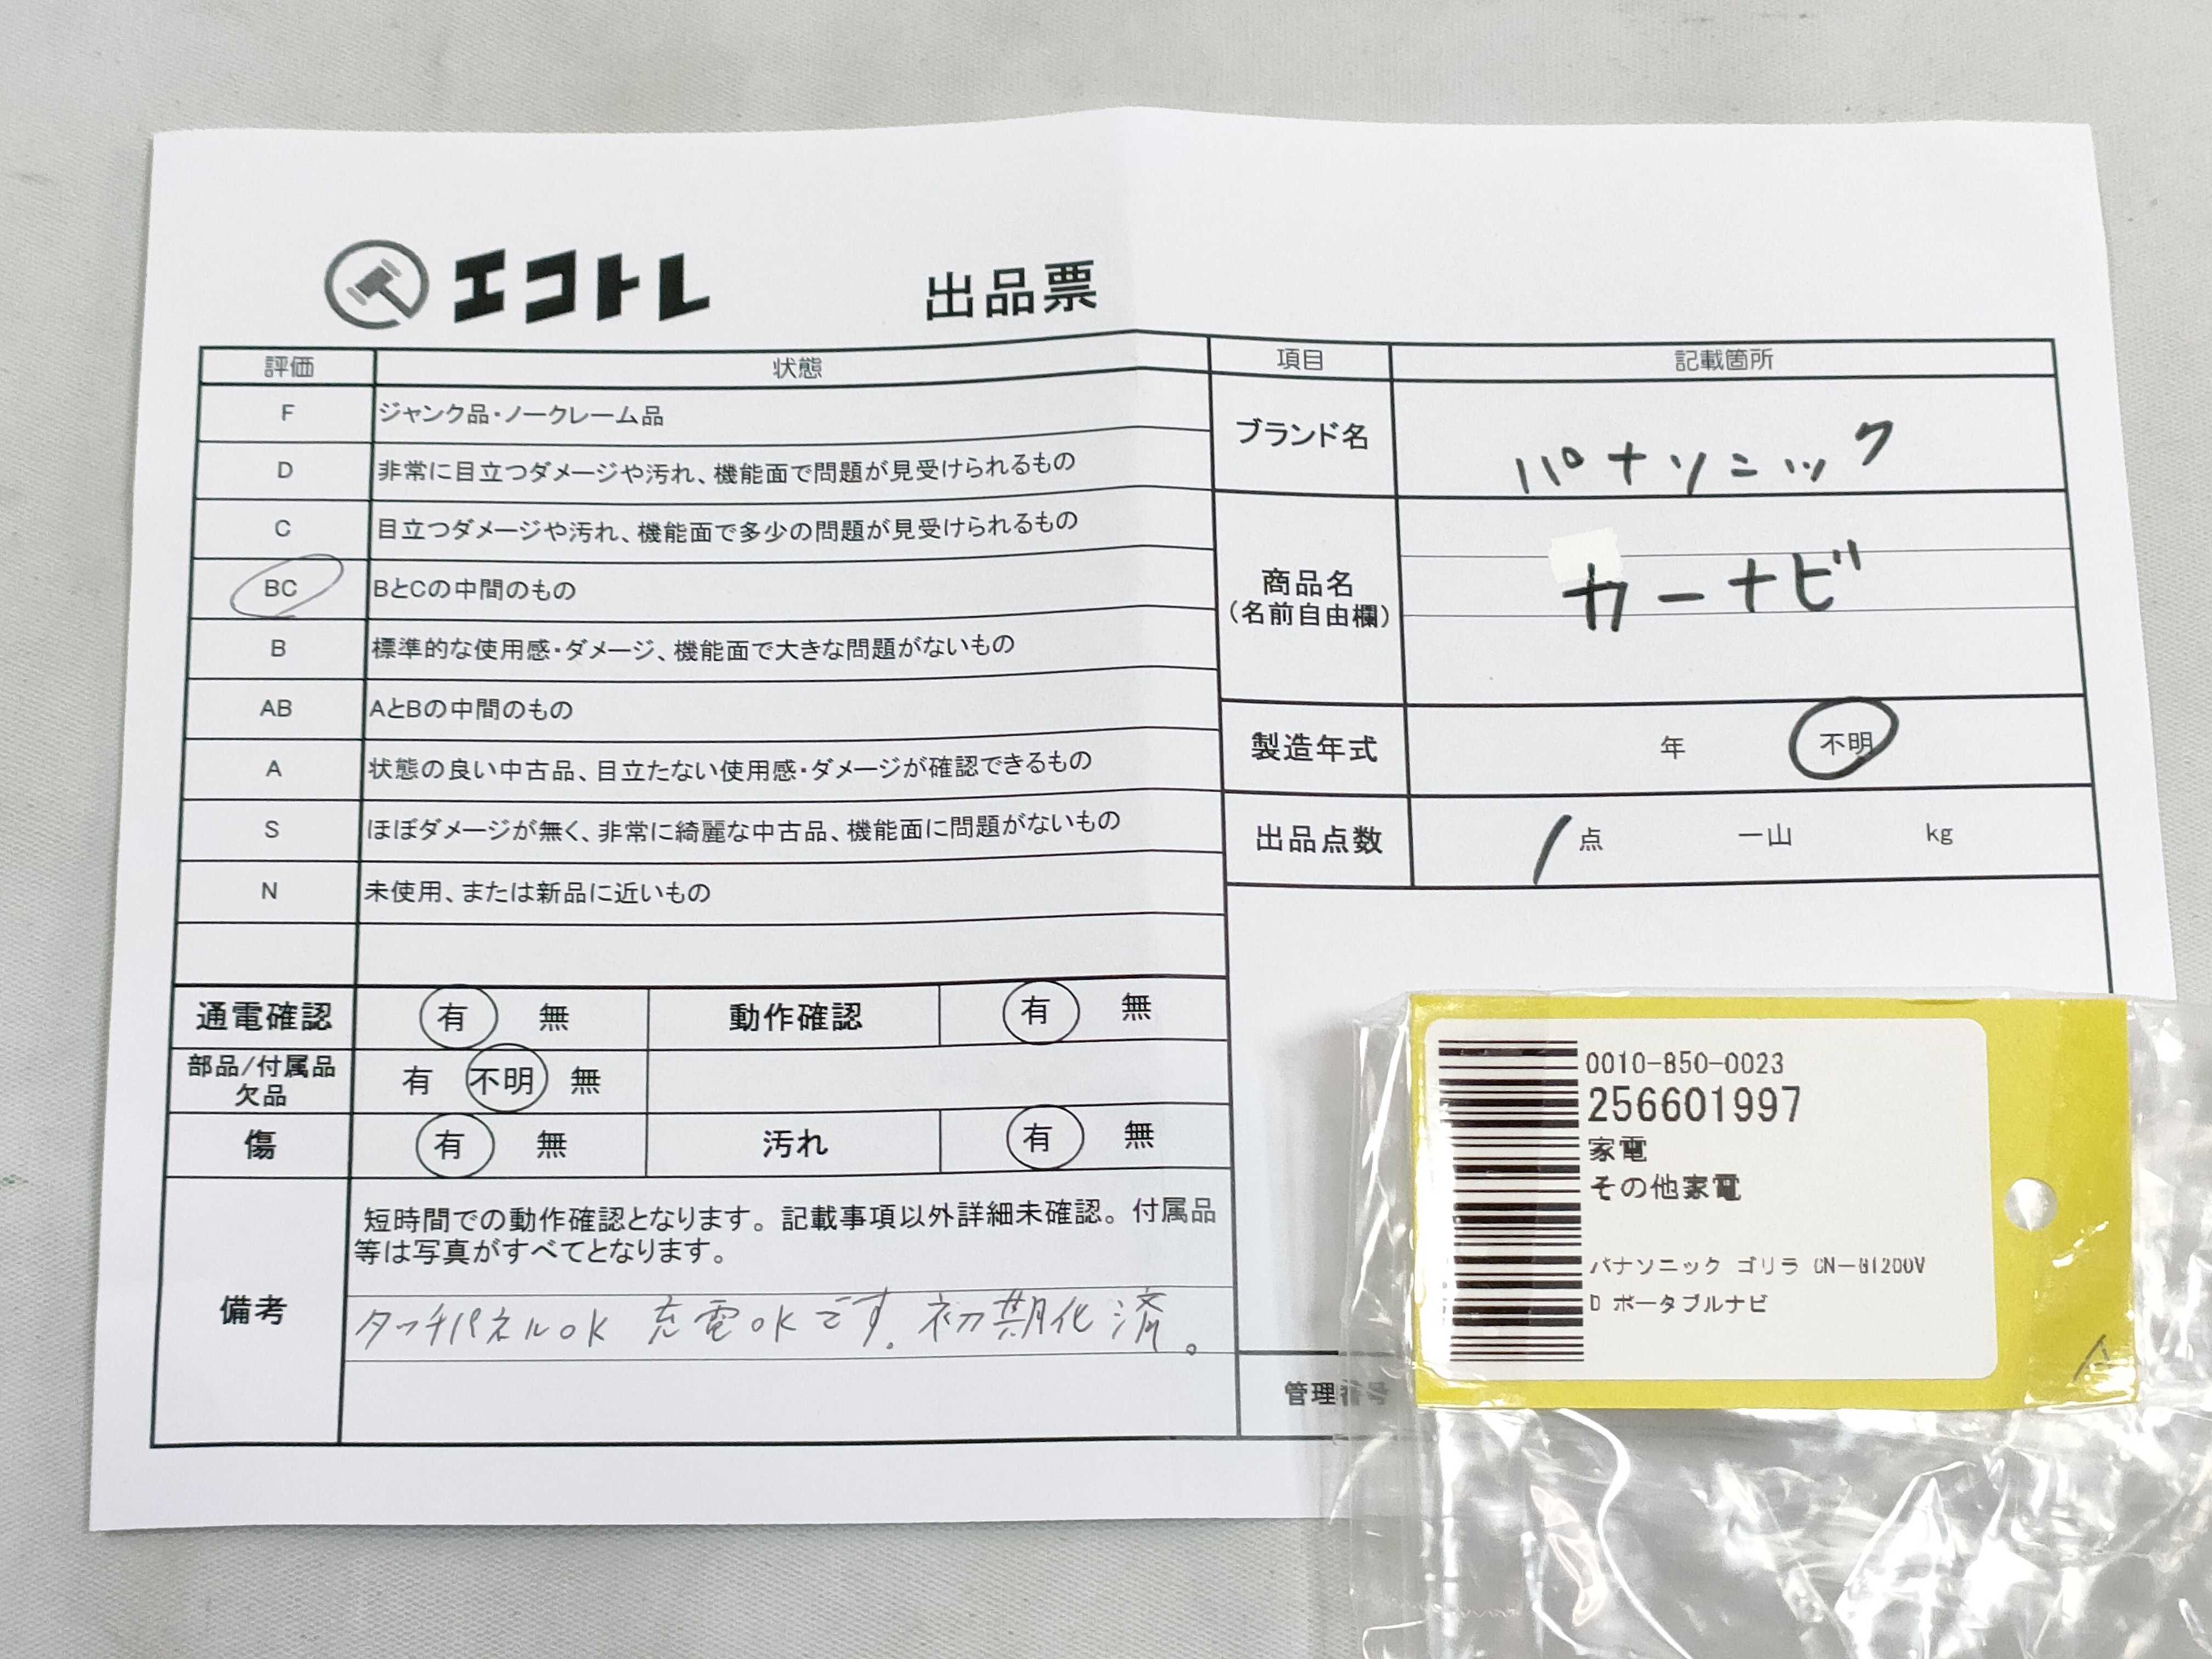 エコトレ 出品票
評価 状態
F ジャンク品・ノークレーム品
D 非常に目立つダメージや汚れ、機能面で問題が見受けられるもの
C 目立つダメージや汚れ、機能面で多少の問題が見受けられるもの
BC BとCの中間のもの
B 標準的な使用感・ダメージ、機能面で大きな問題がないもの
AB AとBの中間のもの
A 状態の良い中古品、目立たない使用感・ダメージが確認できるもの
S ほぼダメージが無く、非常に綺麗な中古品、機能面に問題がないもの
N 未使用、または新品に近いもの
通電確認 有 無 動作確認 有 無
部品/付属品
欠品 有 不明 無
傷 有 無 汚れ 有 無
備考
短時間での動作確認となります。記載事項以外詳細未確認。付属品
等は写真がすべてとなります。
タッチパネルOK 充電OKです。初期化済。
項目 記載箇所
ブランド名 パナソニック
商品名
(名前自由欄) カーナビ
製造年式 年 不明
出品点数 1点 一山 kg
管理番号
0010-850-0023
256601997
家電
その他家電
パナソニック ゴリラ CN-G1200V
D ポータブルナビ